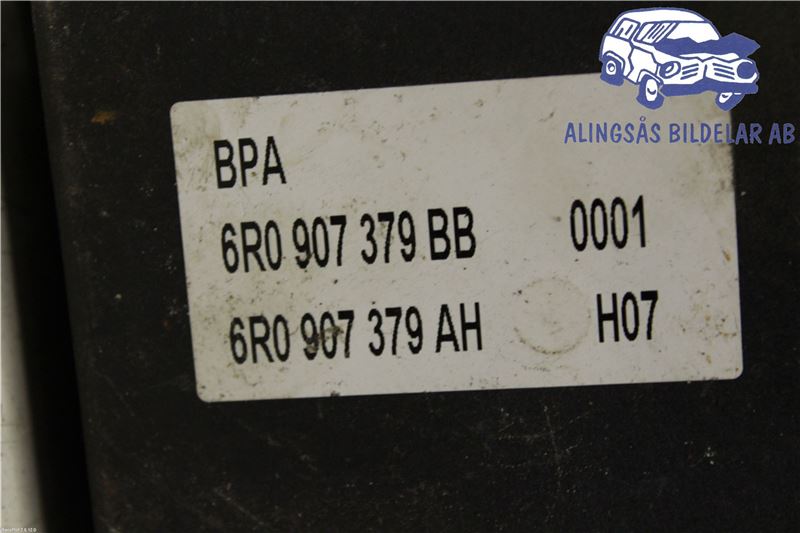 ALINGSÅS BILDELAR AB
BPA
6R0 907 379 BB 0001
6R0 907 379 AH H07